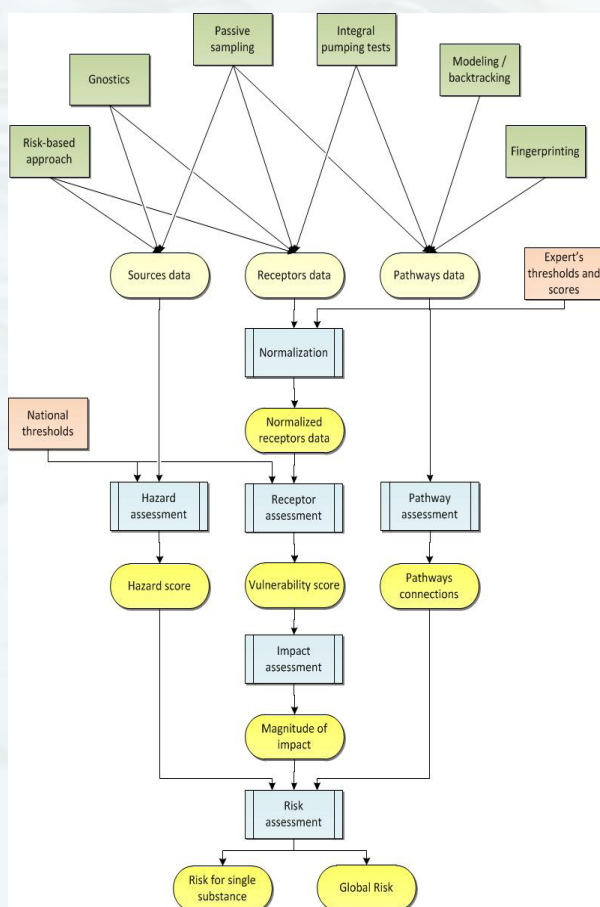 Passive
sampling
Integral
pumping tests
Gnostics
Modeling /
backtracking
Risk-based
approach
Fingerprinting
Sources data
Receptors data
Pathways data
Expert's
thresholds and
scores
Normalization
National
thresholds
Normalized
receptors data
Hazard
assessment
Receptor
assessment
Pathway
assessment
Hazard score
Vulnerability score
Pathways
connections
Impact
assessment
Magnitude of
impact
Risk
assessment
Risk for single
substance
Global Risk